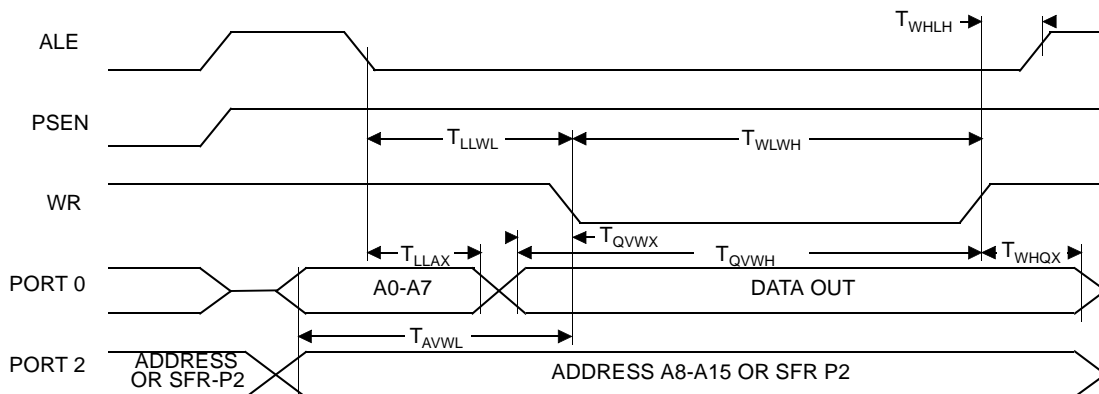 ALE
T_WHLH
PSEN
T_LLWL
T_WLWH
WR
T_QVWX
T_LLAX
T_QVWH
T_WHQX
PORT 0
A0-A7
DATA OUT
T_AVWL
PORT 2
ADDRESS
OR SFR-P2
ADDRESS A8-A15 OR SFR P2